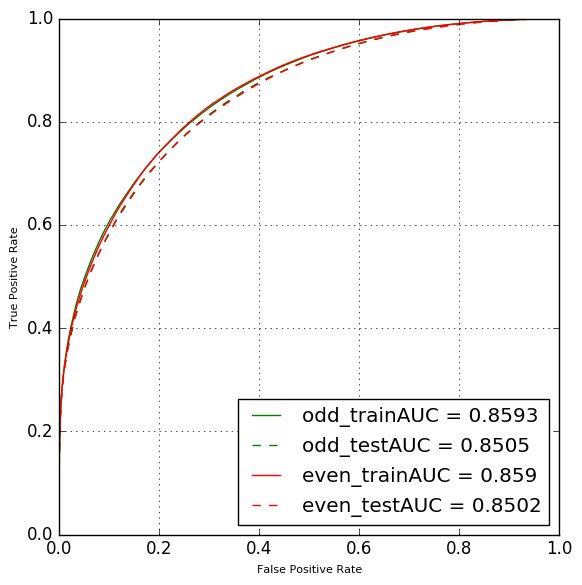 1.0
0.8
0.6
0.4
0.2
0.0
True Positive Rate
odd_trainAUC = 0.8593
odd_testAUC = 0.8505
even_trainAUC = 0.859
even_testAUC = 0.8502
0.0 0.2 0.4 0.6 0.8 1.0
False Positive Rate